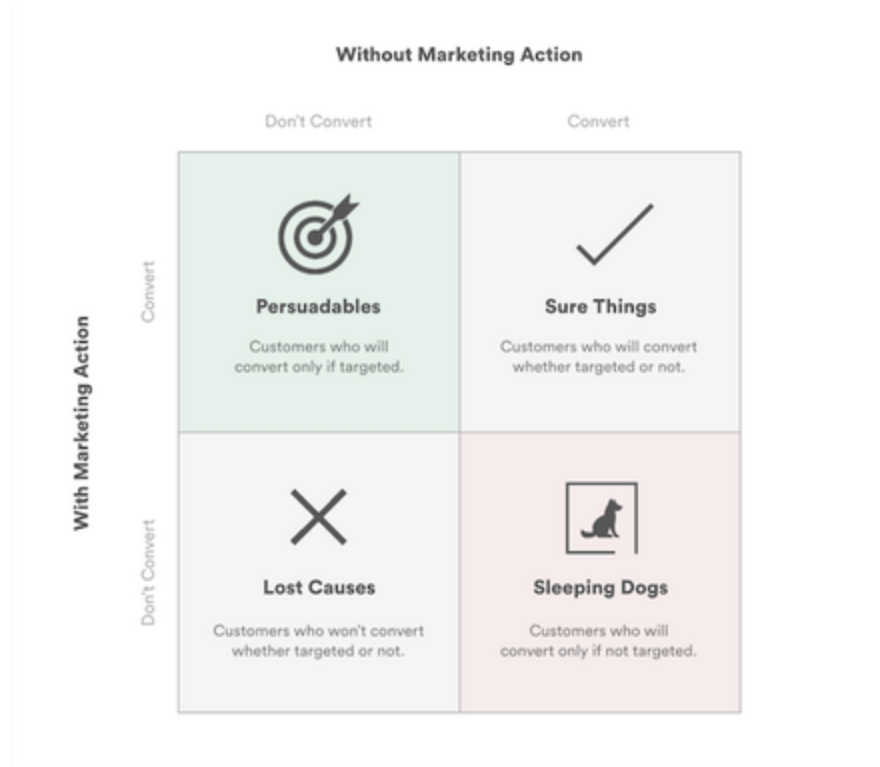 Without Marketing Action
Don't Convert
Convert
With Marketing Action
Convert
Persuadables
Customers who will
convert only if targeted.
Sure Things
Customers who will convert
whether targeted or not.
Don't Convert
Lost Causes
Customers who won't convert
whether targeted or not.
Sleeping Dogs
Customers who will
convert only if not targeted.